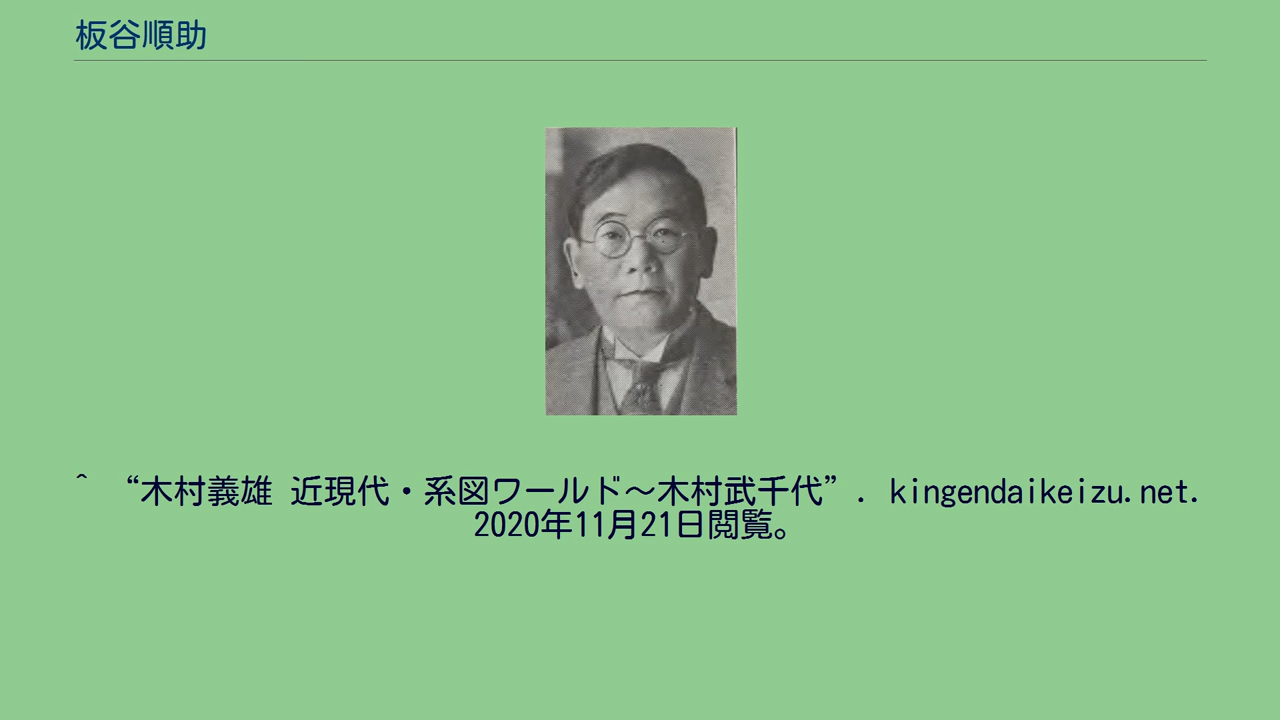 板谷順助
^ “木村義雄 近現代・系図ワールド～木村武千代”. kingendaikeizu.net.
2020年11月21日閲覧。